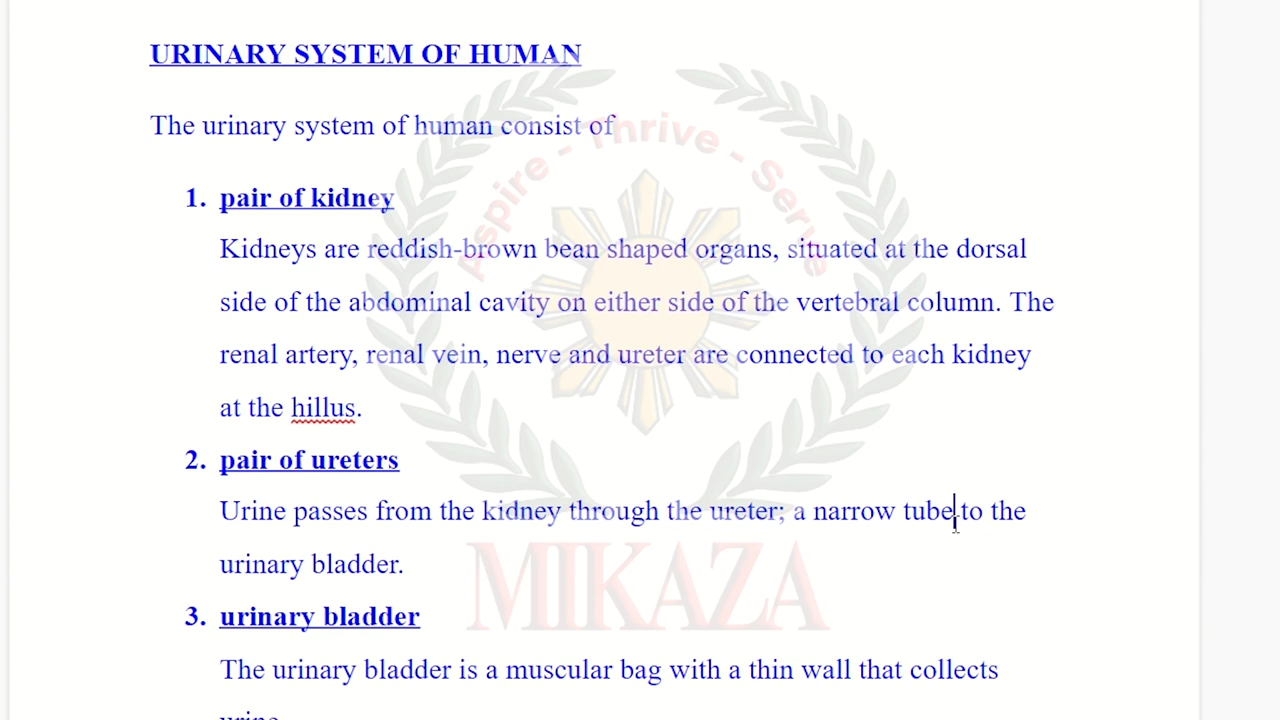 URINARY SYSTEM OF HUMAN
The urinary system of human consist of
Aspire - Thrive - Serve
1. pair of kidney
Kidneys are reddish-brown bean shaped organs, situated at the dorsal
side of the abdominal cavity on either side of the vertebral column. The
renal artery, renal vein, nerve and ureter are connected to each kidney
at the hillus.
2. pair of ureters
Urine passes from the kidney through the ureter; a narrow tube to the
urinary bladder.
MIKAZA
3. urinary bladder
The urinary bladder is a muscular bag with a thin wall that collects
urine